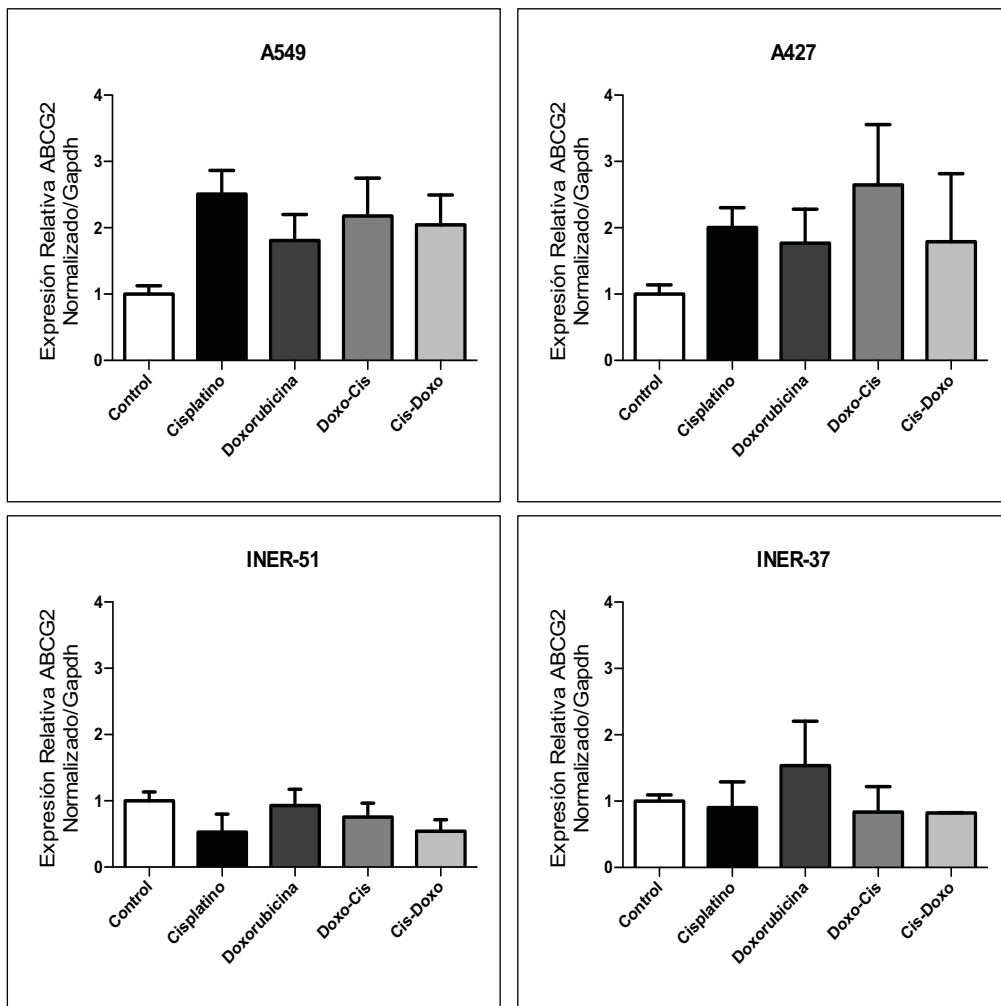 A549
Expresión Relativa ABCG2
Normalizado/Gapdh
4
3
2
1
0
Control
Cisplatino
Doxorubicina
Doxo-Cis
Cis-Doxo
A427
Expresión Relativa ABCG2
Normalizado/Gapdh
4
3
2
1
0
Control
Cisplatino
Doxorubicina
Doxo-Cis
Cis-Doxo
INER-51
Expresión Relativa ABCG2
Normalizado/Gapdh
4
3
2
1
0
Control
Cisplatino
Doxorubicina
Doxo-Cis
Cis-Doxo
INER-37
Expresión Relativa ABCG2
Normalizado/Gapdh
4
3
2
1
0
Control
Cisplatino
Doxorubicina
Doxo-Cis
Cis-Doxo